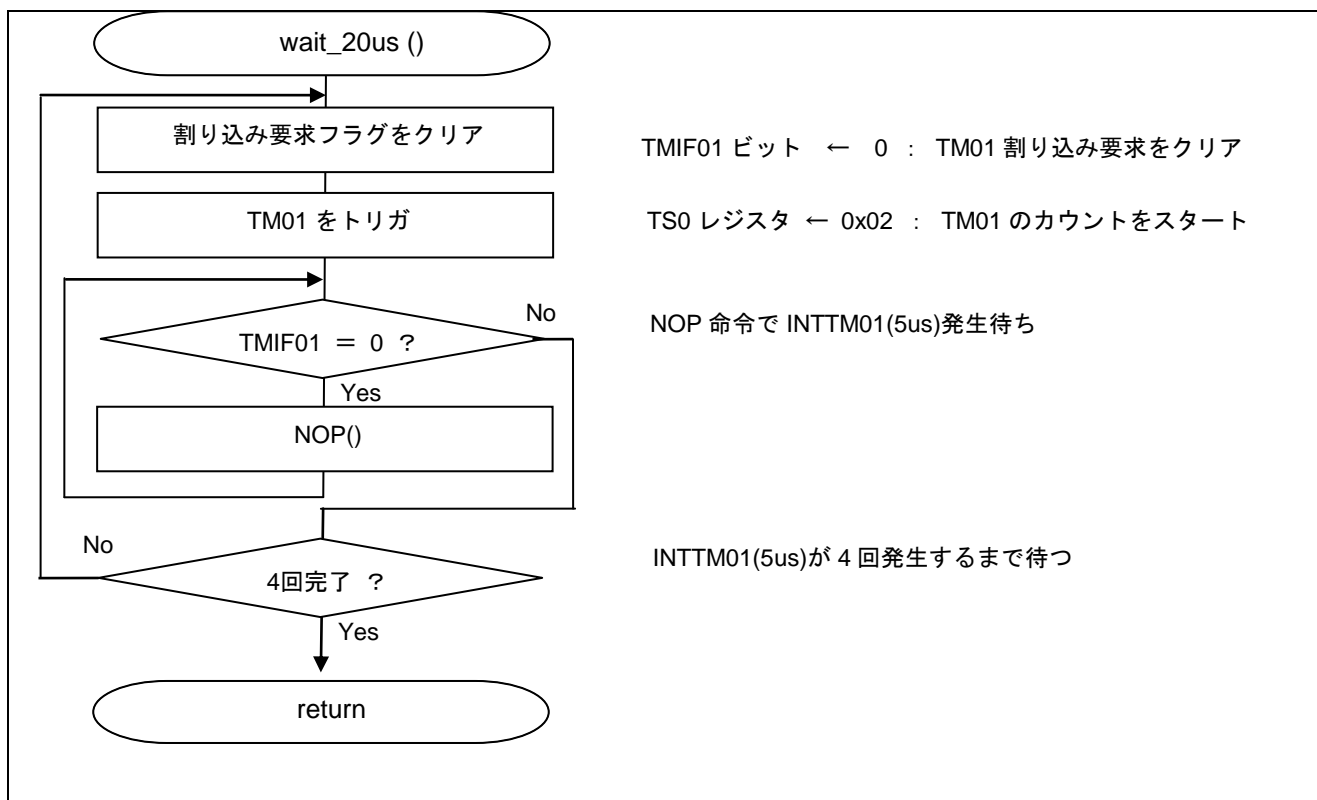 wait_20us ()
割り込み要求フラグをクリア
TMIF01 ビット ← 0 : TM01 割り込み要求をクリア
TM01 をトリガ
TS0 レジスタ ← 0x02 : TM01 のカウントをスタート
TMIF01 ＝ 0 ？
No
NOP 命令で INTTM01(5us)発生待ち
Yes
NOP()
No
4回完了 ？
INTTM01(5us)が 4 回発生するまで待つ
Yes
return